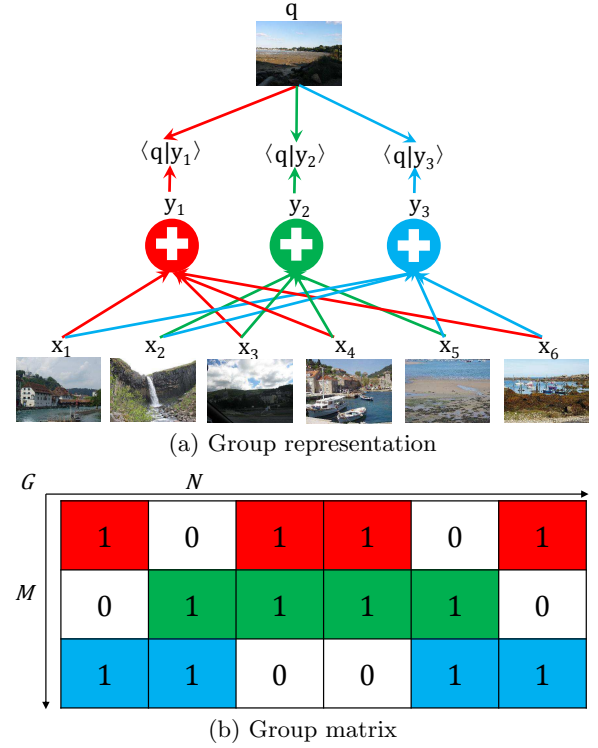 q
⟨q|y₁⟩ ⟨q|y₂⟩ ⟨q|y₃⟩
y₁ y₂ y₃
x₁ x₂ x₃ x₄ x₅ x₆
(a) Group representation
G N
M
1 0 1 1 0 1
0 1 1 1 1 0
1 1 0 0 1 1
(b) Group matrix